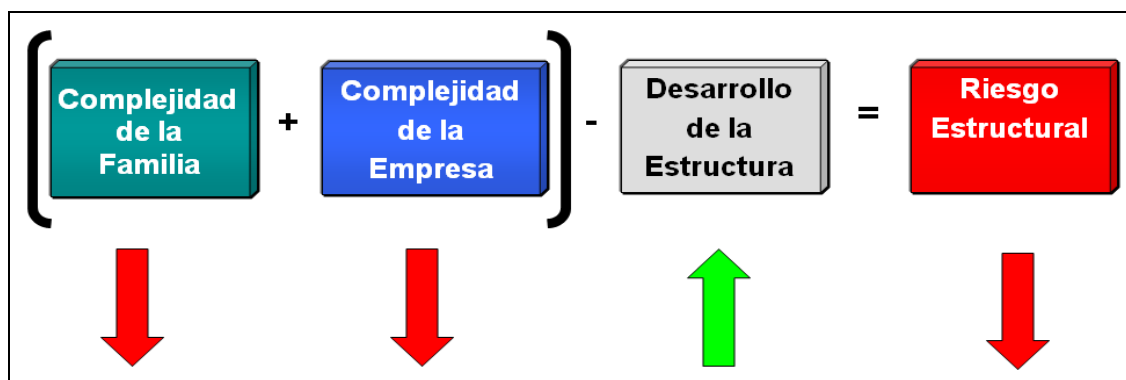 Complejidad
de la
Familia
+
Complejidad
de la
Empresa
-
Desarrollo
de la
Estructura
=
Riesgo
Estructural